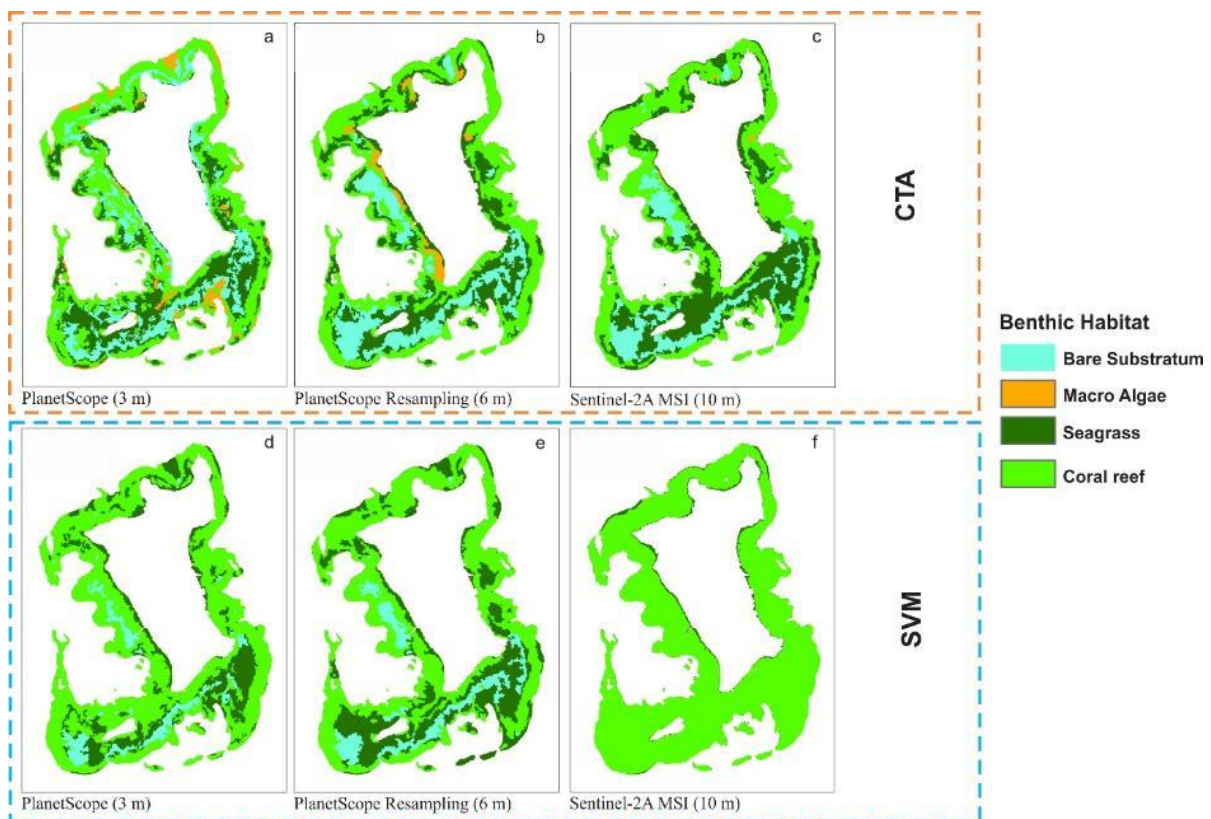 a
b
c
PlanetScope (3 m)
PlanetScope Resampling (6 m)
Sentinel-2A MSI (10 m)
CTA
Benthic Habitat
Bare Substratum
Macro Algae
Seagrass
Coral reef
d
e
f
PlanetScope (3 m)
PlanetScope Resampling (6 m)
Sentinel-2A MSI (10 m)
SVM